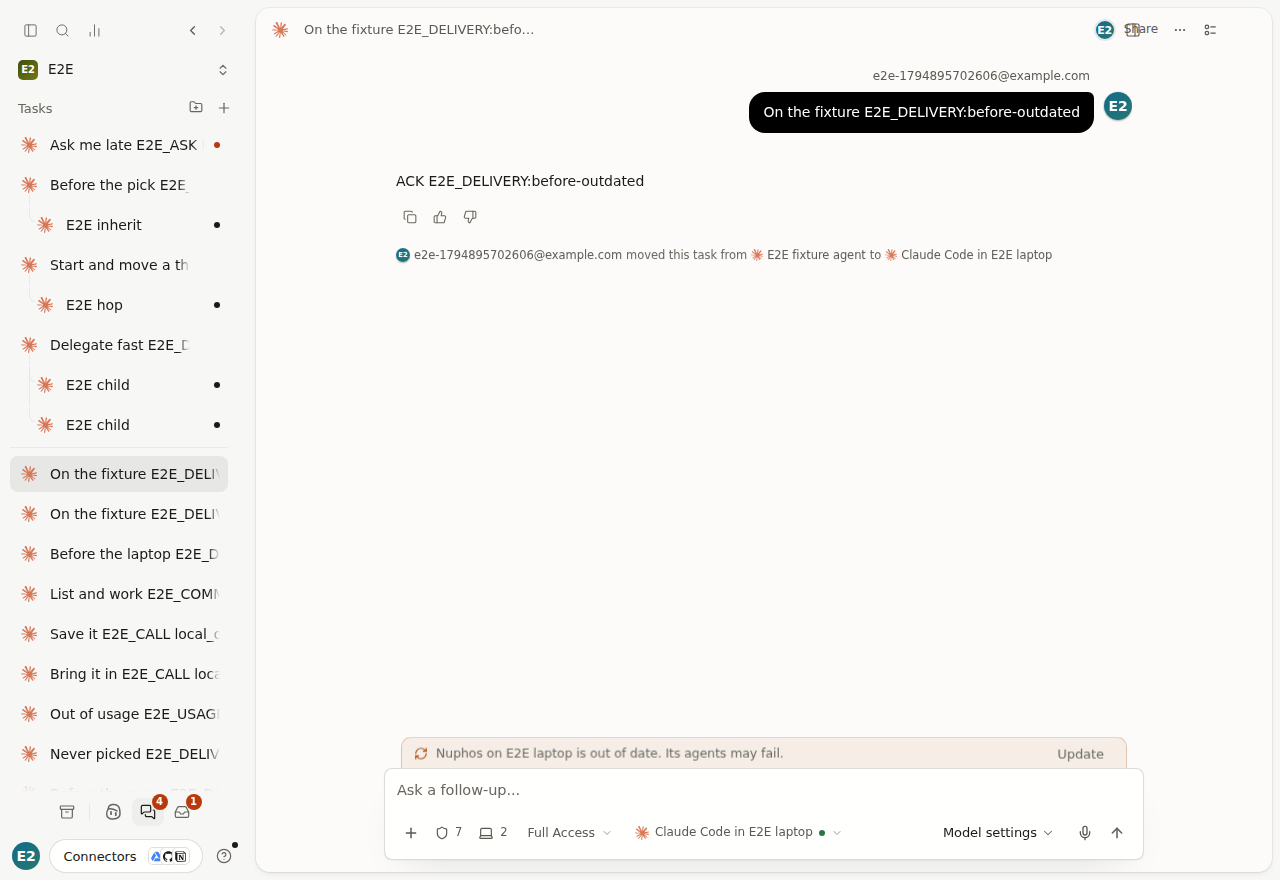 E2 E2E
Tasks
Ask me late E2E_ASK
Before the pick E2E_
E2E inherit
Start and move a th
E2E hop
Delegate fast E2E_D
E2E child
E2E child
On the fixture E2E_DELIV
On the fixture E2E_DELIV
Before the laptop E2E_D
List and work E2E_COMM
Save it E2E_CALL local_c
Bring it in E2E_CALL loca
Out of usage E2E_USAGE
Never picked E2E_DELIV
4 1
E2 Connectors
On the fixture E2E_DELIVERY:befo...
E2 Share
e2e-1794895702606@example.com
On the fixture E2E_DELIVERY:before-outdated
E2
ACK E2E_DELIVERY:before-outdated
E2 e2e-1794895702606@example.com moved this task from E2E fixture agent to Claude Code in E2E laptop
Nuphos on E2E laptop is out of date. Its agents may fail. Update
Ask a follow-up...
7 2 Full Access Claude Code in E2E laptop Model settings